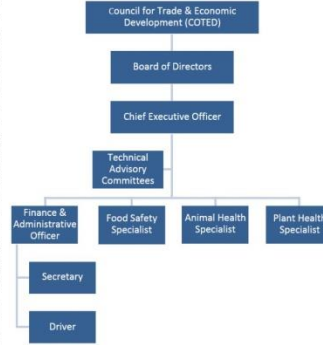 Council for Trade & Economic
Development (COTED)
Board of Directors
Chief Executive Officer
Technical
Advisory
Committees
Finance &
Administrative
Officer
Food Safety
Specialist
Animal Health
Specialist
Plant Health
Specialist
Secretary
Driver